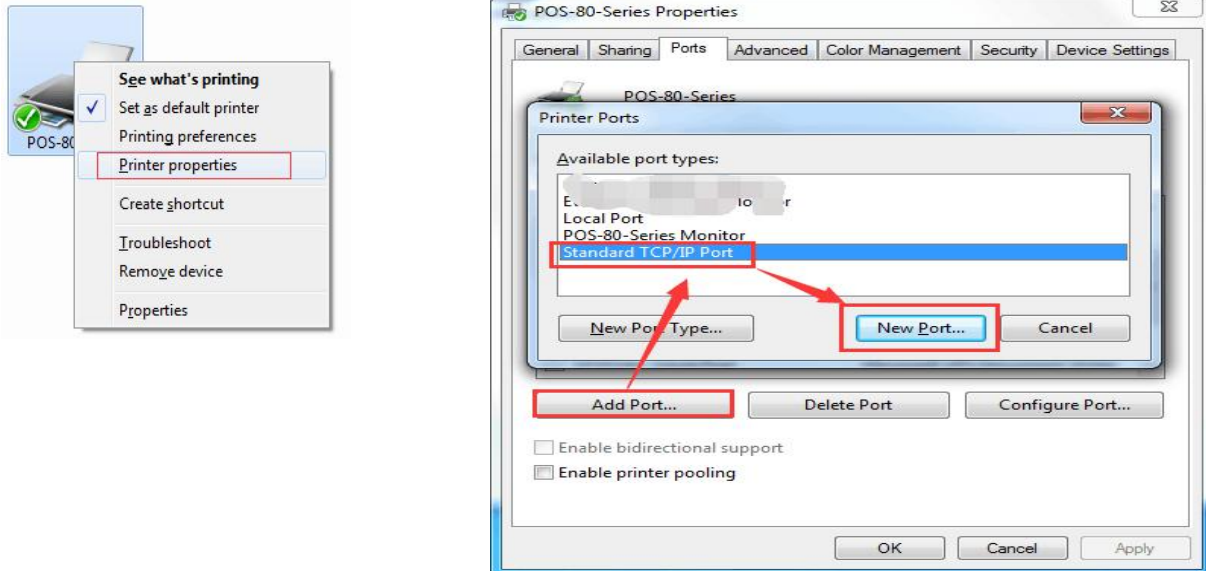 See what's printing
Set as default printer
Printing preferences
Printer properties
Create shortcut
Troubleshoot
Remove device
Properties
POS-80
POS-80-Series Properties
General Sharing Ports Advanced Color Management Security Device Settings
POS-80-Series
Printer Ports
Available port types:
Local Port
POS-80-Series Monitor
Standard TCP/IP Port
New Port Type...
New Port...
Cancel
Add Port...
Delete Port
Configure Port...
Enable bidirectional support
Enable printer pooling
OK
Cancel
Apply